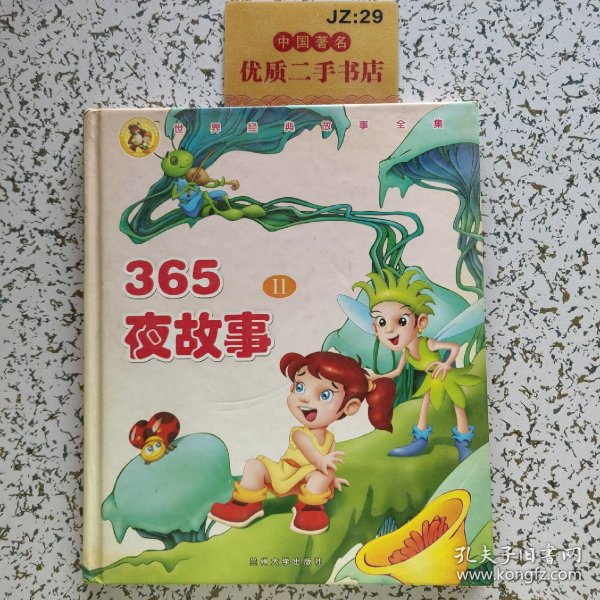 JZ:29
中国著名
优质二手书店
世界经典故事全集
365
II
夜故事
兰州大学出版社
孔夫子旧书网
www.kongfz.com